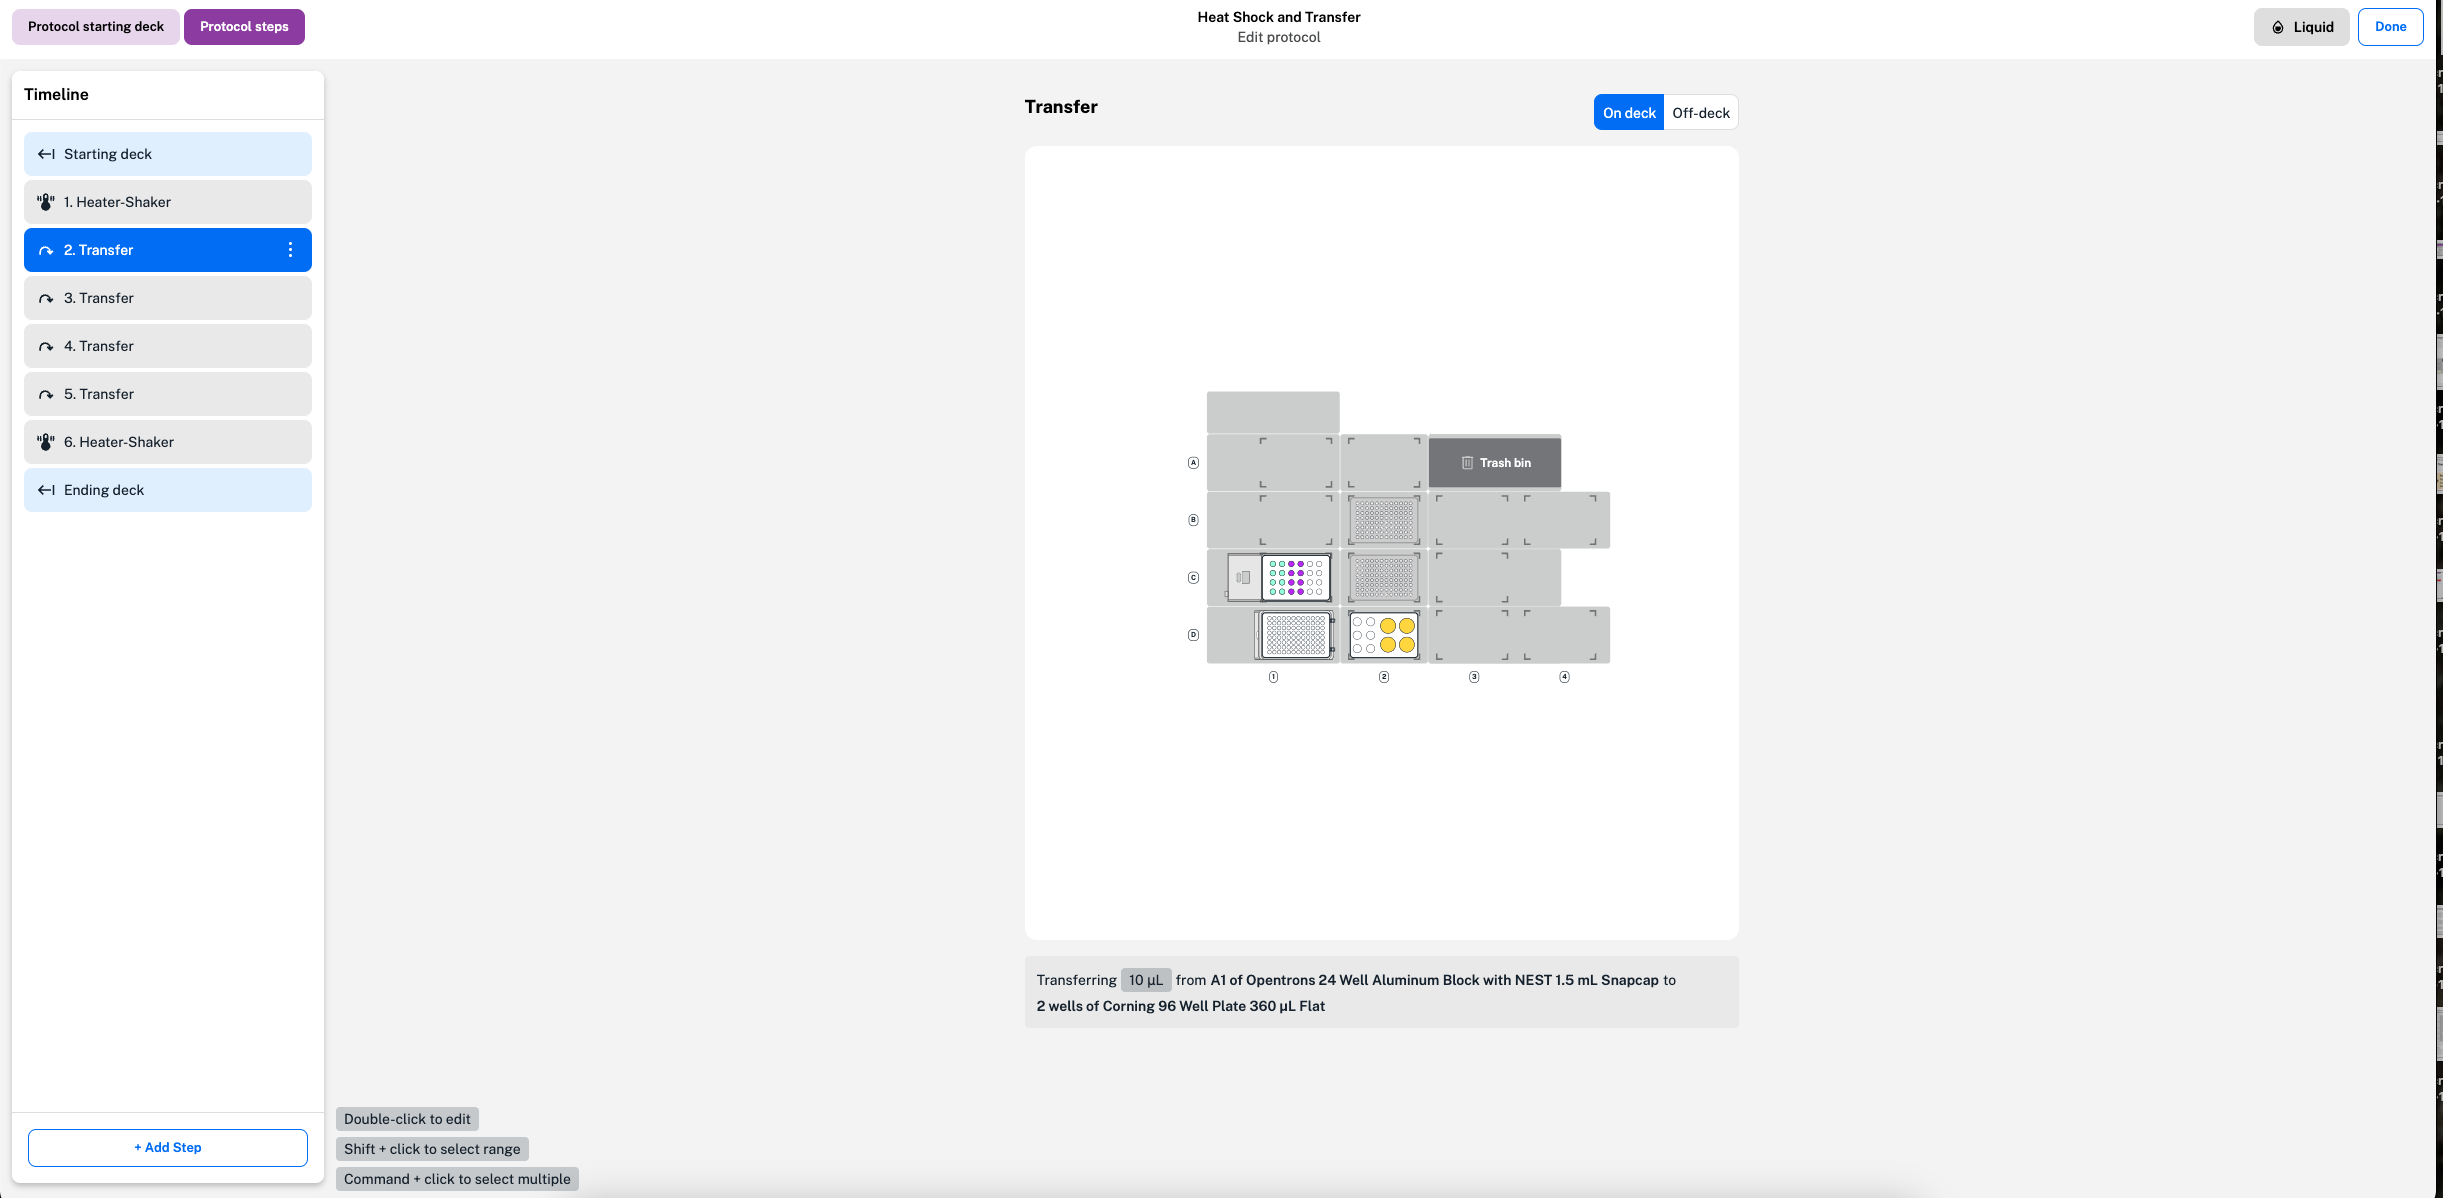 Protocol starting deck
Protocol steps
Heat Shock and Transfer
Edit protocol
Liquid
Done
Timeline
Starting deck
1. Heater-Shaker
2. Transfer
3. Transfer
4. Transfer
5. Transfer
6. Heater-Shaker
Ending deck
+ Add Step
Transfer
On deck
Off-deck
A
Trash bin
B
C
D
1
2
3
4
Transferring 10 µL from A1 of Opentrons 24 Well Aluminum Block with NEST 1.5 mL Snapcap to
2 wells of Corning 96 Well Plate 360 µL Flat
Double-click to edit
Shift + click to select range
Command + click to select multiple